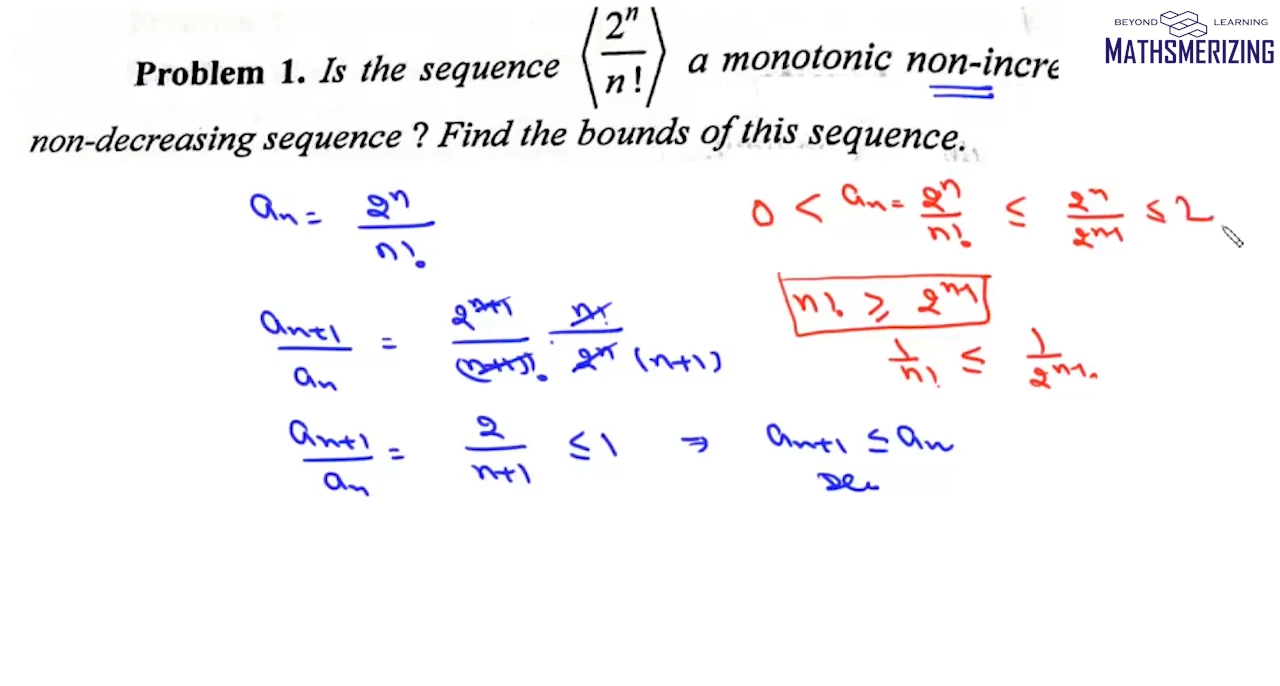 BEYOND LEARNING
MATHSMERIZING
Problem 1. Is the sequence ⟨2ⁿ/n!⟩ a monotonic non-incre
non-decreasing sequence ? Find the bounds of this sequence.
aₙ = 2ⁿ/n!
0 < aₙ = 2ⁿ/n! ≤ 2ⁿ/2ⁿ⁻¹ ≤ 2
n! ≥ 2ⁿ⁻¹
aₙ₊₁/aₙ = 2ⁿ⁺¹/(n+1)! · n!/2ⁿ (n+1)
1/n! ≤ 1/2ⁿ⁻¹.
aₙ₊₁/aₙ = 2/n+1 ≤ 1 ⇒ aₙ₊₁ ≤ aₙ